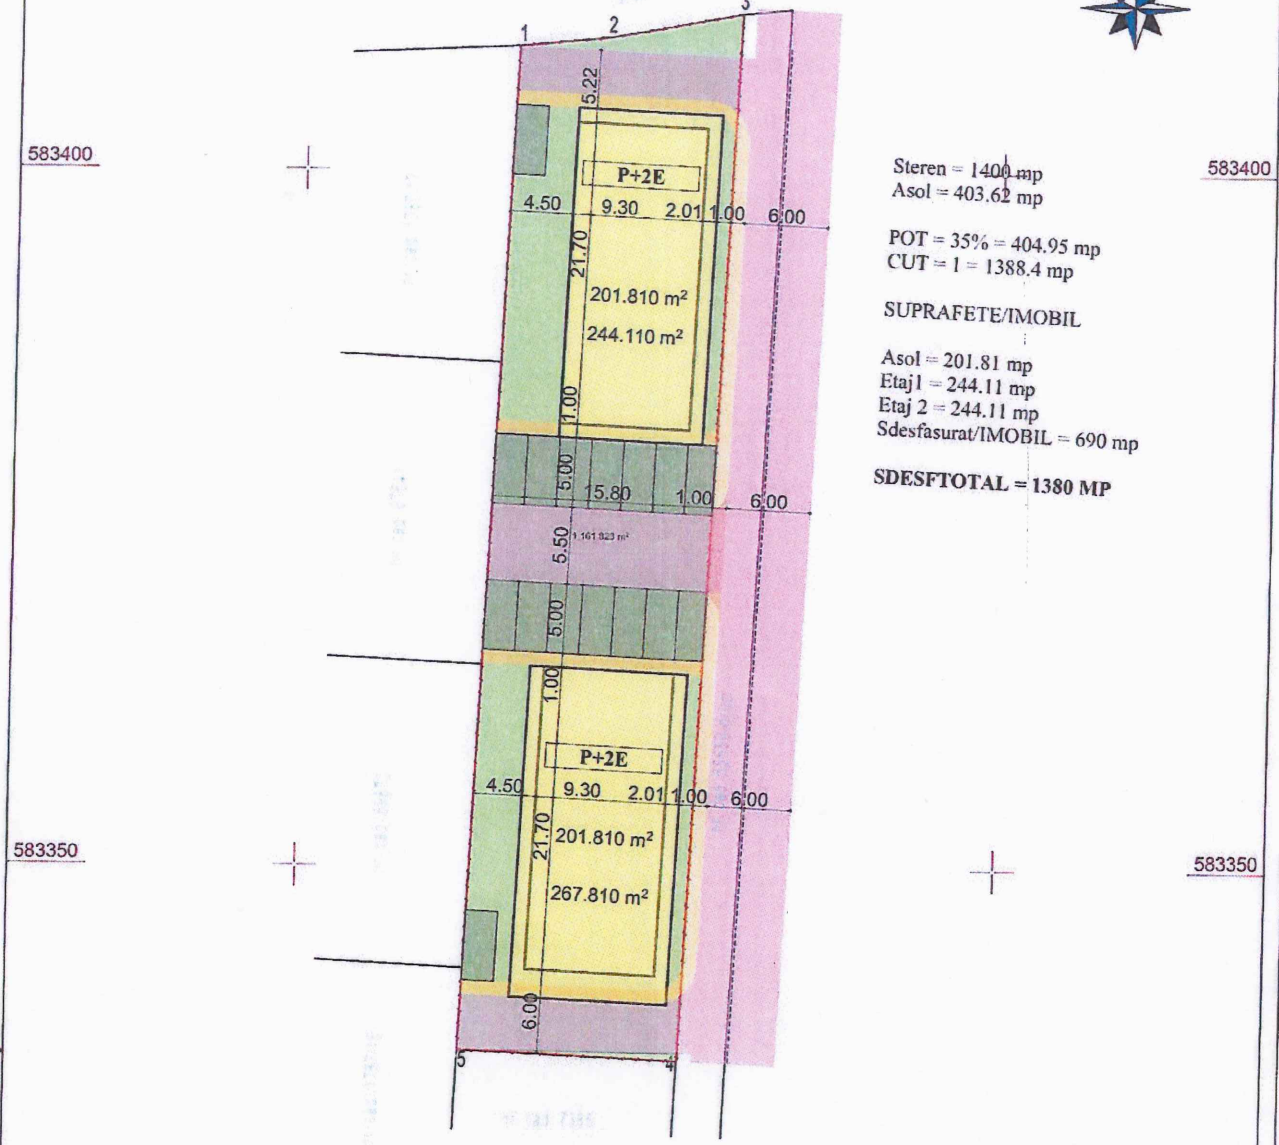 1
2
3
5.22
583400
583400
Steren = 1400 mp
Asol = 403.62 mp
POT = 35% = 404.95 mp
CUT = 1 = 1388.4 mp
SUPRAFETE/IMOBIL
Asol = 201.81 mp
Etaj1 = 244.11 mp
Etaj 2 = 244.11 mp
Sdesfasurat/IMOBIL = 690 mp
SDESFTOTAL = 1380 MP
P+2E
4.50 9.30 2.01 1.00 6.00
21.70
201.810 m²
244.110 m²
1.00
5.00
15.80 1.00 6.00
5.50
5.00
1.00
P+2E
4.50 9.30 2.01 1.00 6.00
21.70
201.810 m²
267.810 m²
583350
583350
6.00
5
4